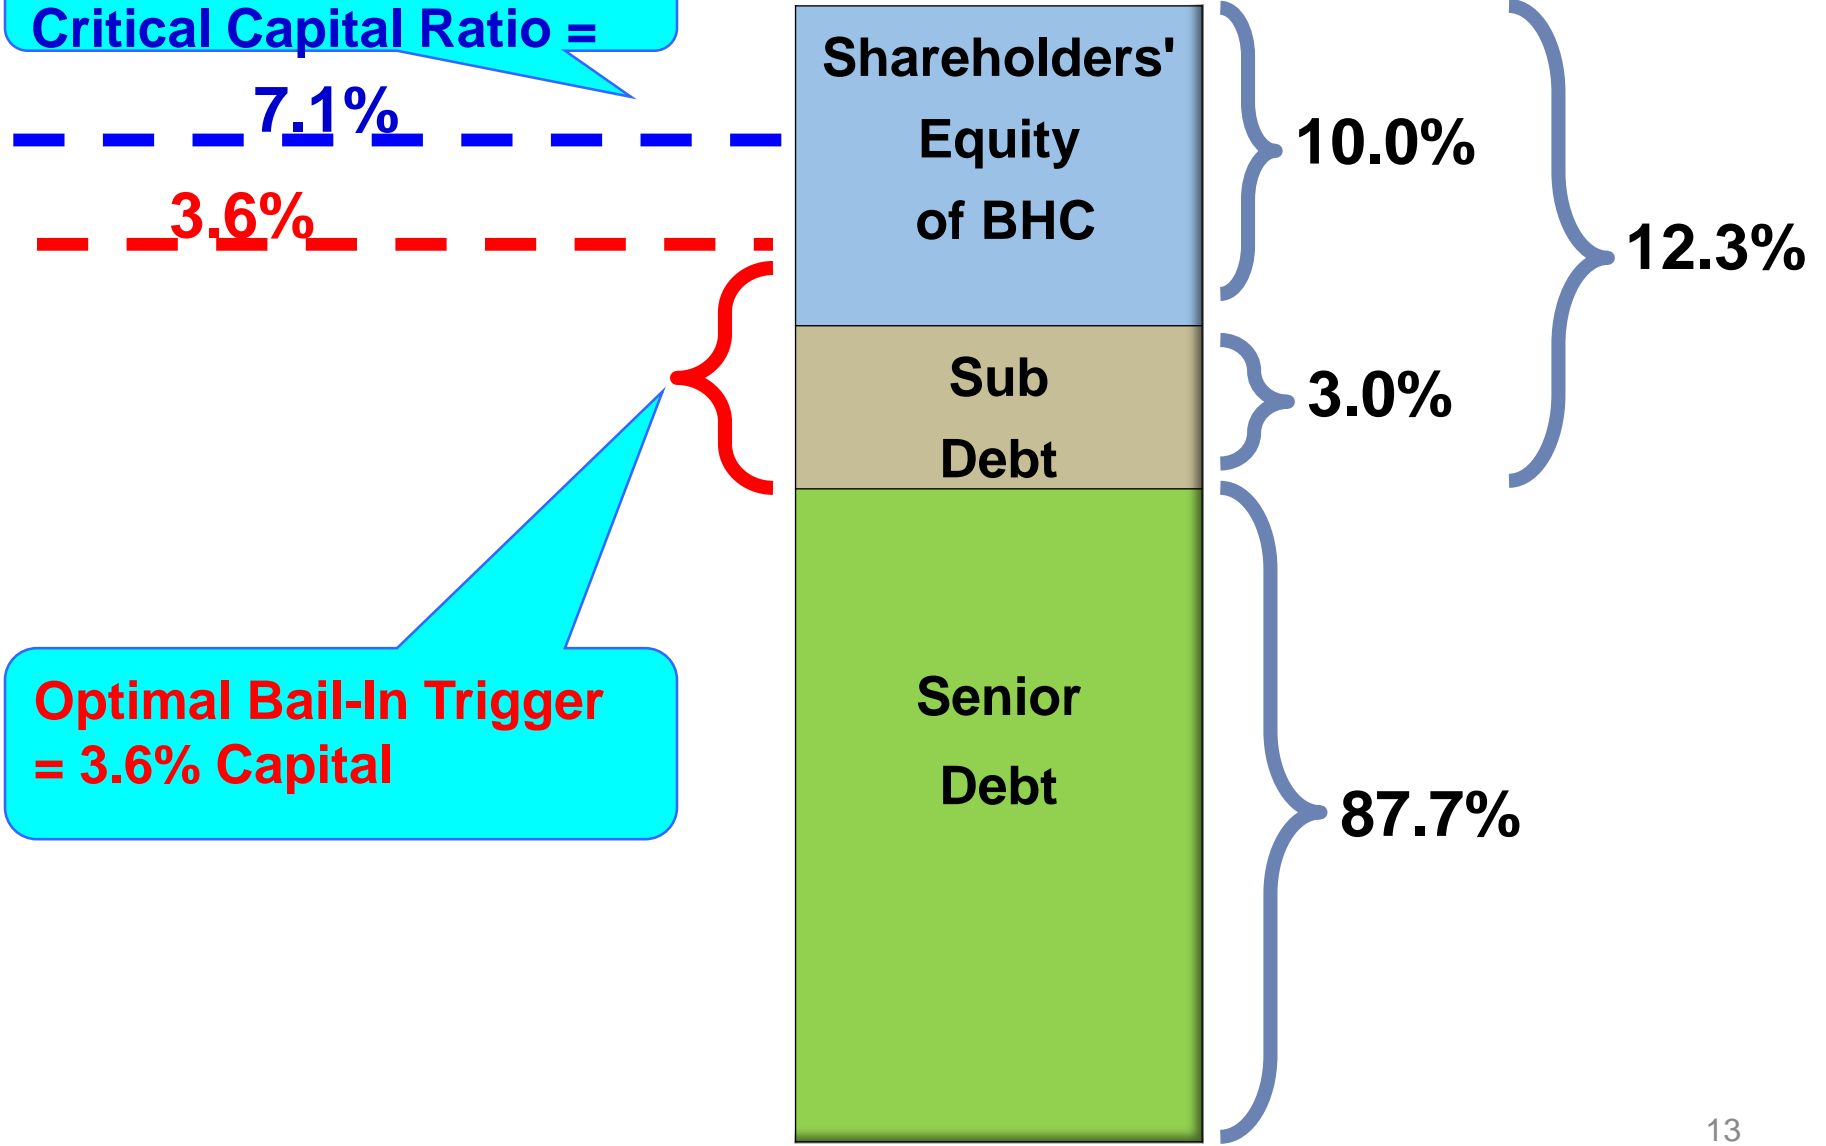 Critical Capital Ratio =
7.1%
3.6%
Shareholders'
Equity
of BHC
10.0%
12.3%
Sub
Debt
3.0%
Optimal Bail-In Trigger
= 3.6% Capital
Senior
Debt
87.7%
13